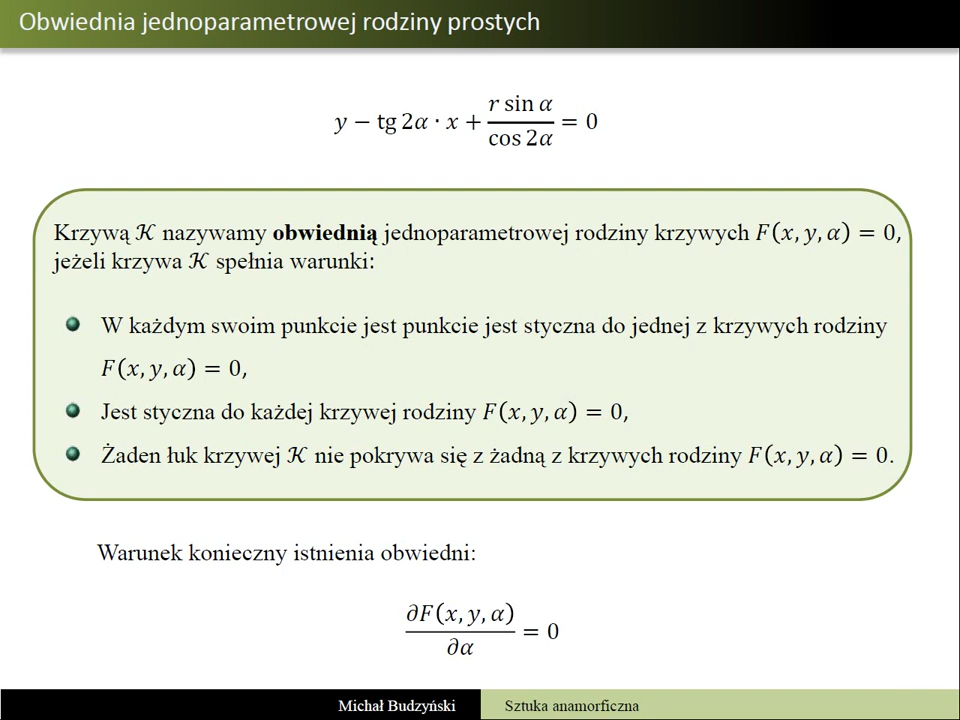 Obwiednia jednoparametrowej rodziny prostych
y − tg 2α · x + r sin α / cos 2α = 0
Krzywą 𝒦 nazywamy obwiednią jednoparametrowej rodziny krzywych F(x, y, α) = 0,
jeżeli krzywa 𝒦 spełnia warunki:
W każdym swoim punkcie jest punkcie jest styczna do jednej z krzywych rodziny
F(x, y, α) = 0,
Jest styczna do każdej krzywej rodziny F(x, y, α) = 0,
Żaden łuk krzywej 𝒦 nie pokrywa się z żadną z krzywych rodziny F(x, y, α) = 0.
Warunek konieczny istnienia obwiedni:
∂F(x, y, α) / ∂α = 0
Michał Budzyński
Sztuka anamorficzna